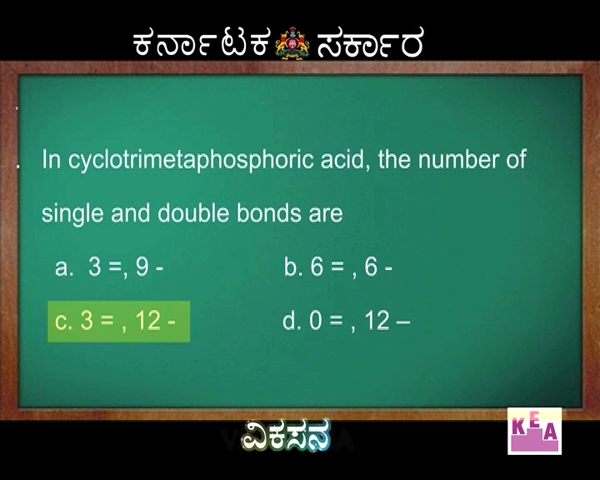 ಕರ್ನಾಟಕ ಸರ್ಕಾರ
In cyclotrimetaphosphoric acid, the number of
single and double bonds are
a. 3 =, 9 - b. 6 = , 6 -
c. 3 = , 12 - d. 0 = , 12 –
ವಿಕಸನ
KEA